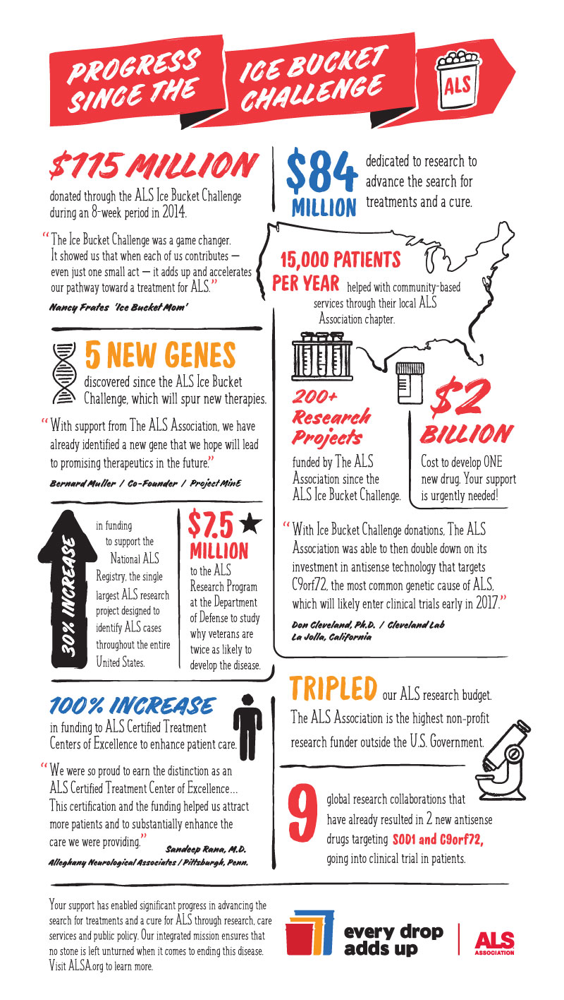 PROGRESS
SINCE THE
ICE BUCKET
CHALLENGE
ALS
$115 MILLION
donated through the ALS Ice Bucket Challenge
during an 8-week period in 2014.
“The Ice Bucket Challenge was a game changer.
It showed us that when each of us contributes —
even just one small act — it adds up and accelerates
our pathway toward a treatment for ALS.”
Nancy Frates 'Ice Bucket Mom'
$84
MILLION
dedicated to research to
advance the search for
treatments and a cure.
15,000 PATIENTS
PER YEAR helped with community-based
services through their local ALS
Association chapter.
5 NEW GENES
discovered since the ALS Ice Bucket
Challenge, which will spur new therapies.
“With support from The ALS Association, we have
already identified a new gene that we hope will lead
to promising therapeutics in the future.”
Bernard Muller / Co-Founder / Project MinE
200+
Research
Projects
funded by The ALS
Association since the
ALS Ice Bucket Challenge.
$2
BILLION
Cost to develop ONE
new drug. Your support
is urgently needed!
30% INCREASE
in funding
to support the
National ALS
Registry, the single
largest ALS research
project designed to
identify ALS cases
throughout the entire
United States.
$7.5
MILLION
to the ALS
Research Program
at the Department
of Defense to study
why veterans are
twice as likely to
develop the disease.
“With Ice Bucket Challenge donations, The ALS
Association was able to then double down on its
investment in antisense technology that targets
C9orf72, the most common genetic cause of ALS,
which will likely enter clinical trials early in 2017.”
Don Cleveland, Ph.D. / Cleveland Lab
La Jolla, California
100% INCREASE
in funding to ALS Certified Treatment
Centers of Excellence to enhance patient care.
“We were so proud to earn the distinction as an
ALS Certified Treatment Center of Excellence...
This certification and the funding helped us attract
more patients and to substantially enhance the
care we were providing.”
Sandeep Rana, M.D.
Alleghany Neurological Associates / Pittsburgh, Penn.
TRIPLED our ALS research budget.
The ALS Association is the highest non-profit
research funder outside the U.S. Government.
9
global research collaborations that
have already resulted in 2 new antisense
drugs targeting SOD1 and C9orf72,
going into clinical trial in patients.
Your support has enabled significant progress in advancing the
search for treatments and a cure for ALS through research, care
services and public policy. Our integrated mission ensures that
no stone is left unturned when it comes to ending this disease.
Visit ALSA.org to learn more.
every drop
adds up
ALS
ASSOCIATION